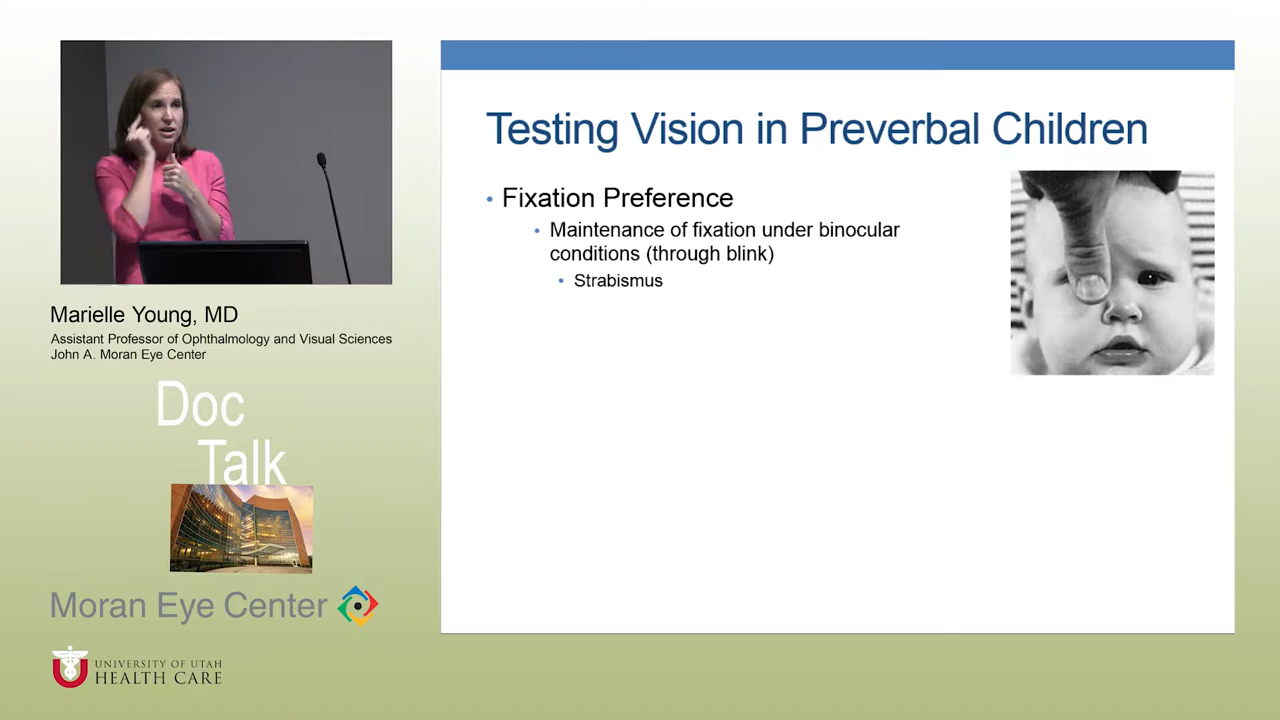 Testing Vision in Preverbal Children
• Fixation Preference
• Maintenance of fixation under binocular
conditions (through blink)
• Strabismus
Marielle Young, MD
Assistant Professor of Ophthalmology and Visual Sciences
John A. Moran Eye Center
Doc
Talk
Moran Eye Center
UNIVERSITY OF UTAH
HEALTH CARE